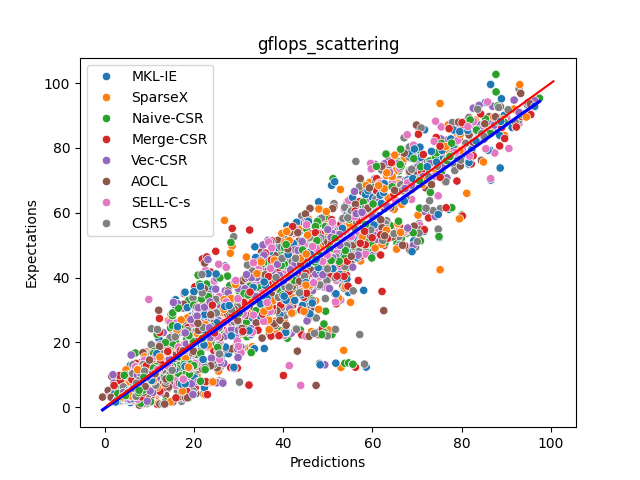 gflops_scattering
MKL-IE
SparseX
Naive-CSR
Merge-CSR
Vec-CSR
AOCL
SELL-C-s
CSR5
Expectations
100
80
60
40
20
0
0 20 40 60 80 100
Predictions